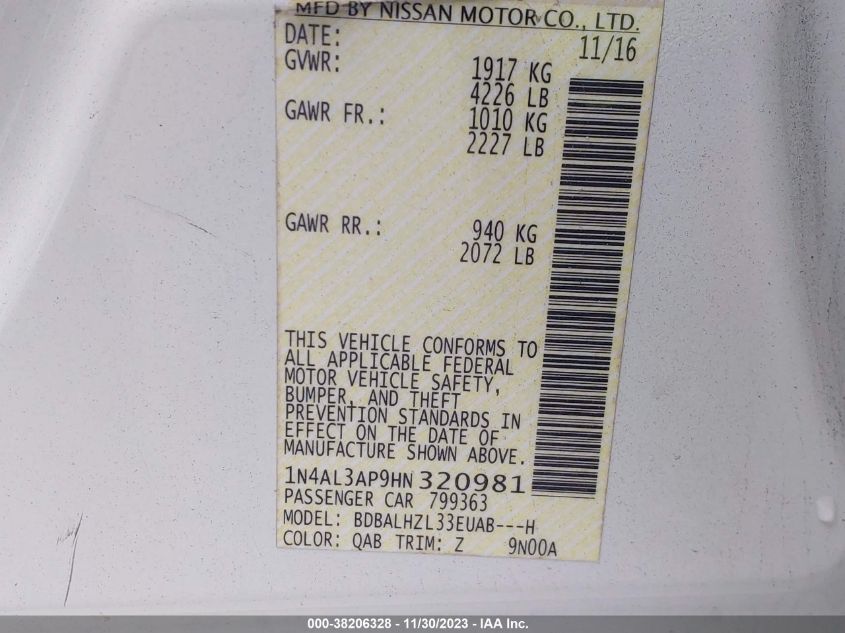 MFD BY NISSAN MOTOR CO., LTD.
DATE: 11/16
GVWR: 1917 KG
4226 LB
GAWR FR.: 1010 KG
2227 LB
GAWR RR.: 940 KG
2072 LB
THIS VEHICLE CONFORMS TO
ALL APPLICABLE FEDERAL
MOTOR VEHICLE SAFETY,
BUMPER, AND THEFT
PREVENTION STANDARDS IN
EFFECT ON THE DATE OF
MANUFACTURE SHOWN ABOVE.
1N4AL3AP9HN 320981
PASSENGER CAR 799363
MODEL: BDBALHZL33EUAB---H
COLOR: QAB TRIM: Z 9N00A
000-38206328 - 11/30/2023 - IAA Inc.